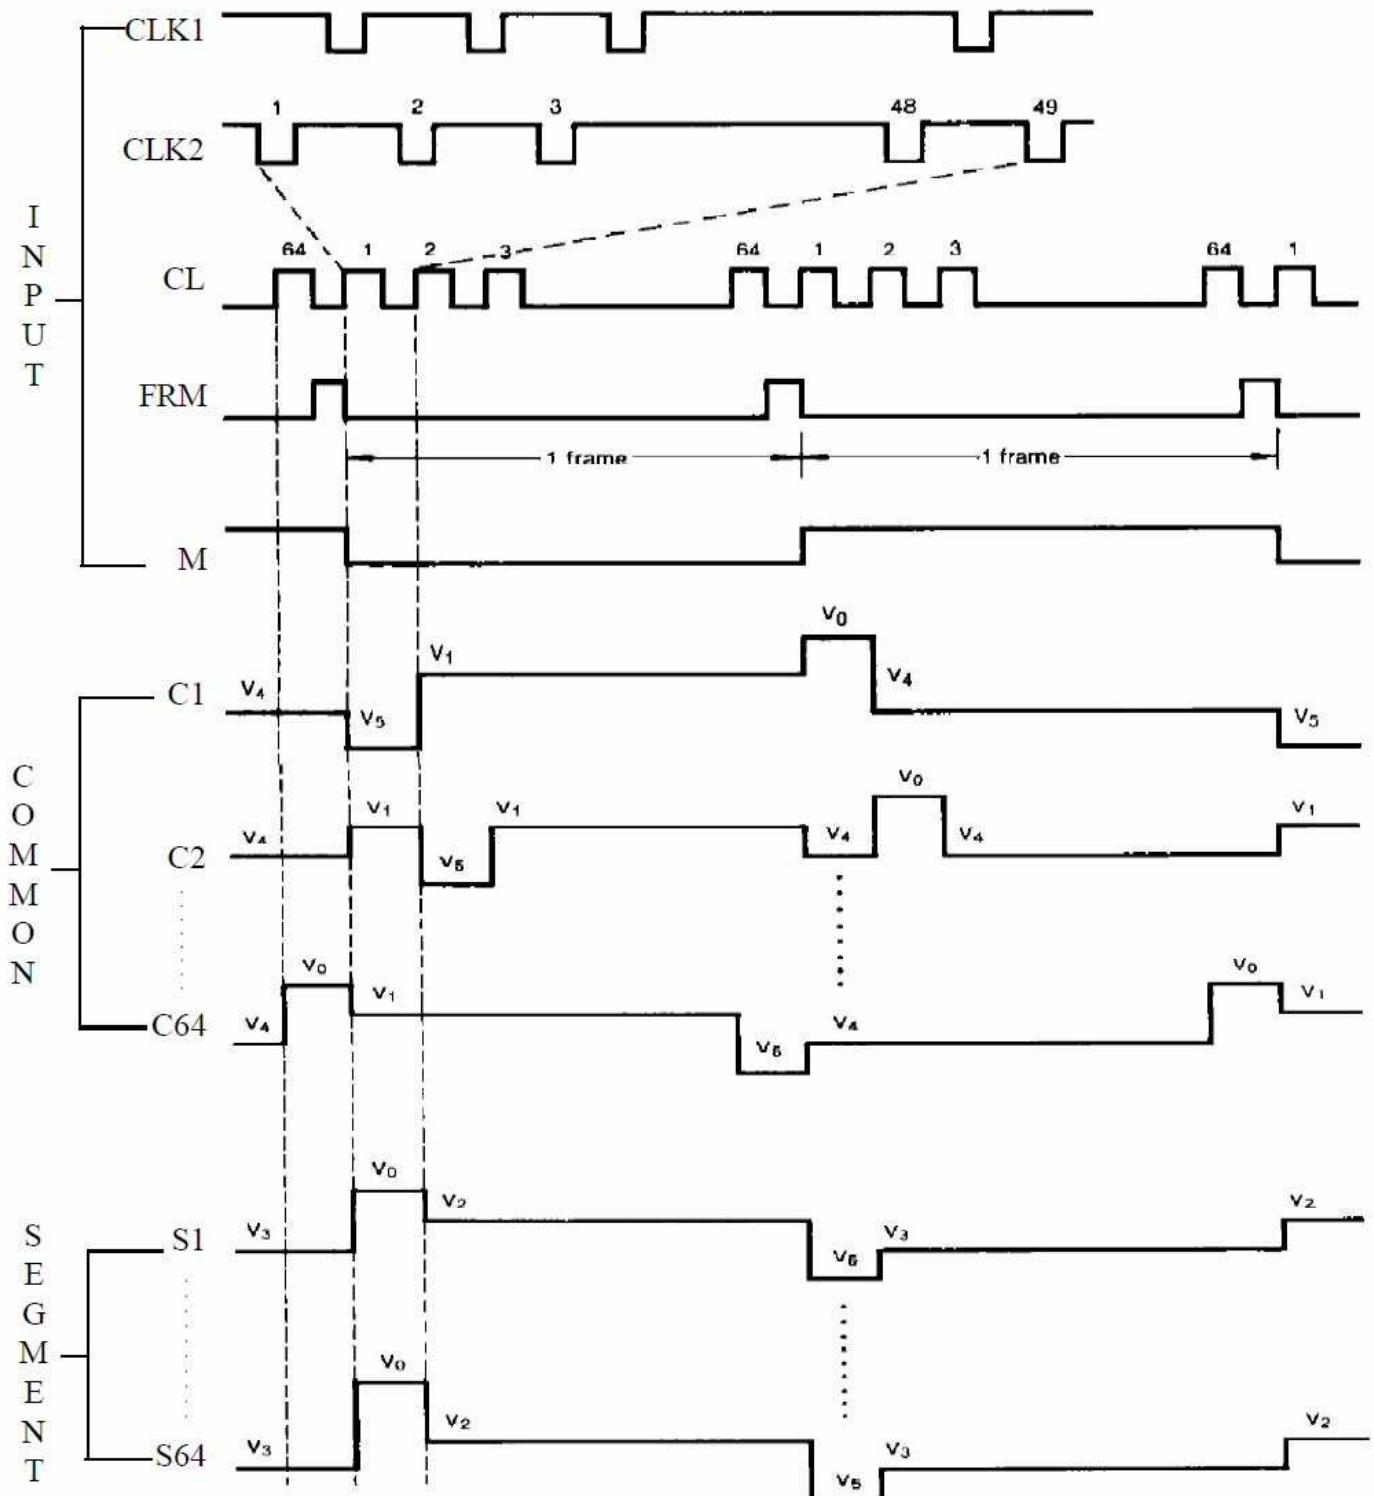 CLK1
1 2 3 48 49
CLK2
INPUT
64 1 2 3 64 1 2 3 64 1
CL
FRM
1 frame 1 frame
M
V0
V1
C1 V4 V5 V4 V5
COMMON
V0
V1 V1 V1
V4 V5 V4 V4
C2
V0 V0
V1 V1
C64 V4 V5 V4
V0
V2 V2
S1 V3 V5 V3
SEGMENT
V0
V2 V2
S64 V3 V5 V3